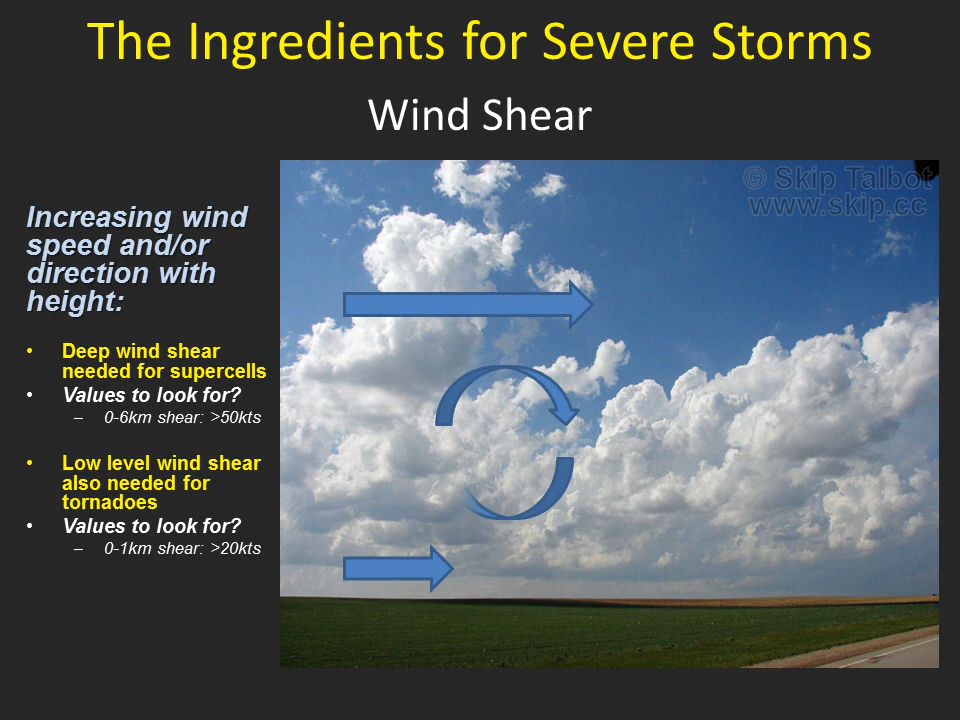 The Ingredients for Severe Storms
Wind Shear
© Skip Talbot
www.skip.cc
Increasing wind
speed and/or
direction with
height:
• Deep wind shear
needed for supercells
• Values to look for?
– 0-6km shear: >50kts
• Low level wind shear
also needed for
tornadoes
• Values to look for?
– 0-1km shear: >20kts